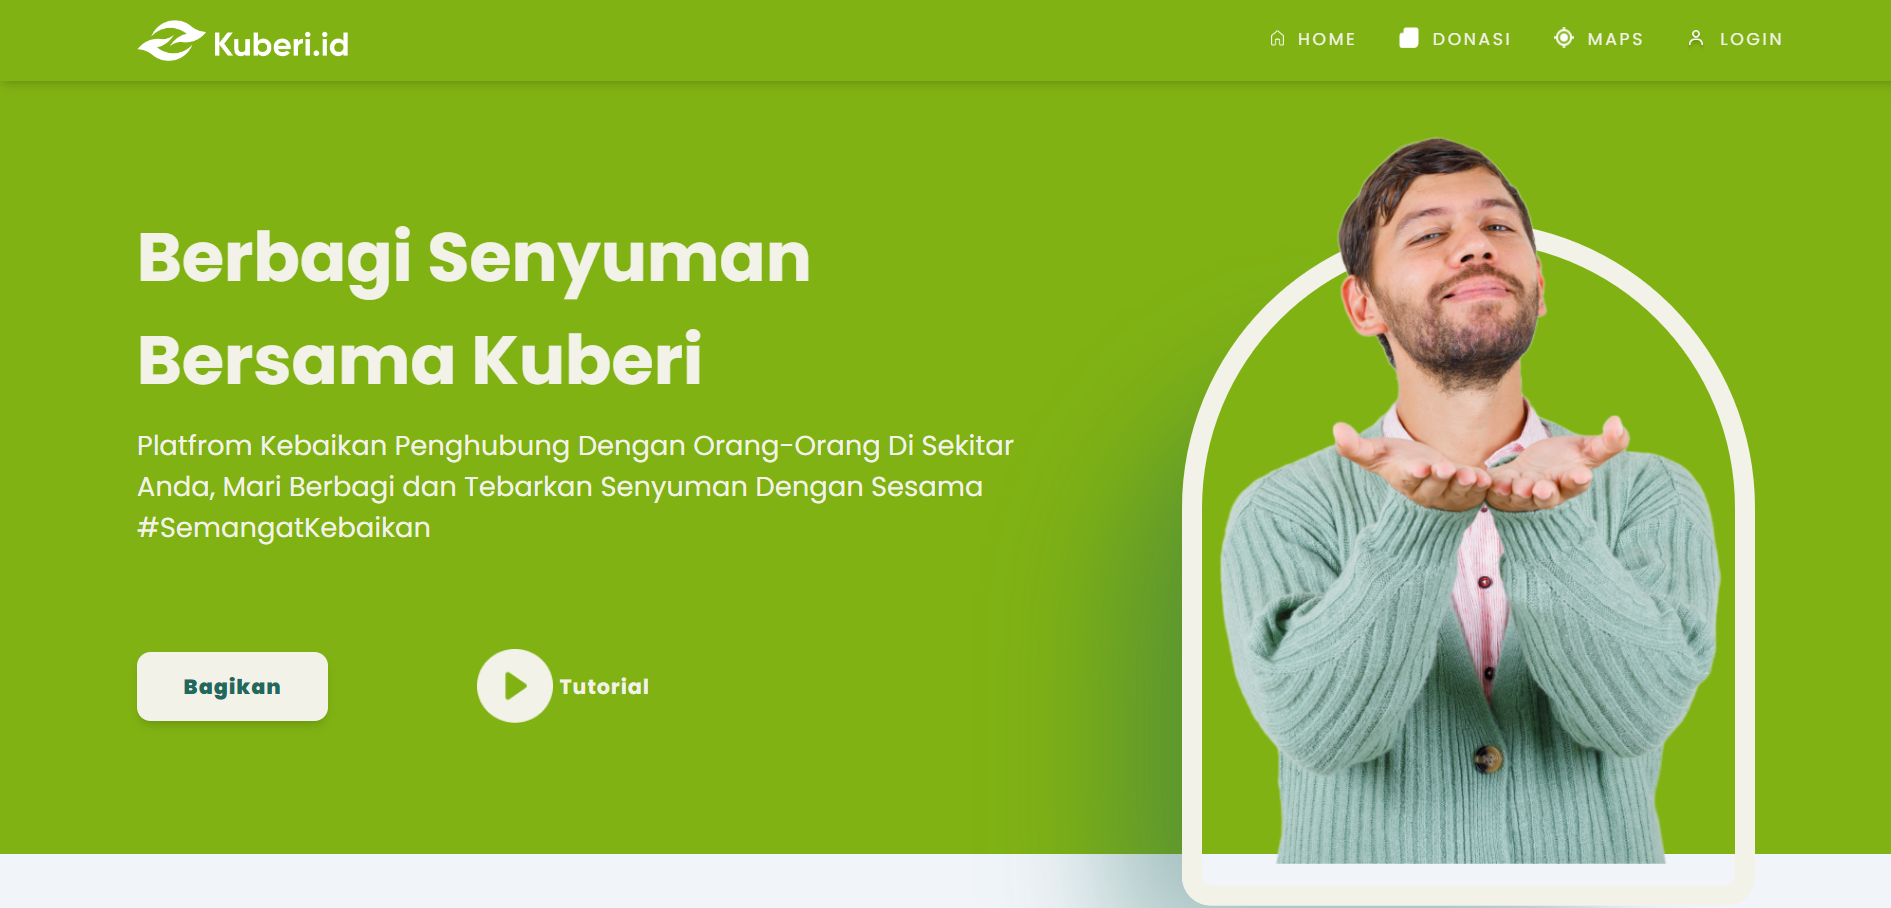 Kuberi.id
HOME DONASI MAPS LOGIN
Berbagi Senyuman
Bersama Kuberi
Platfrom Kebaikan Penghubung Dengan Orang-Orang Di Sekitar
Anda, Mari Berbagi dan Tebarkan Senyuman Dengan Sesama
#SemangatKebaikan
Bagikan
Tutorial